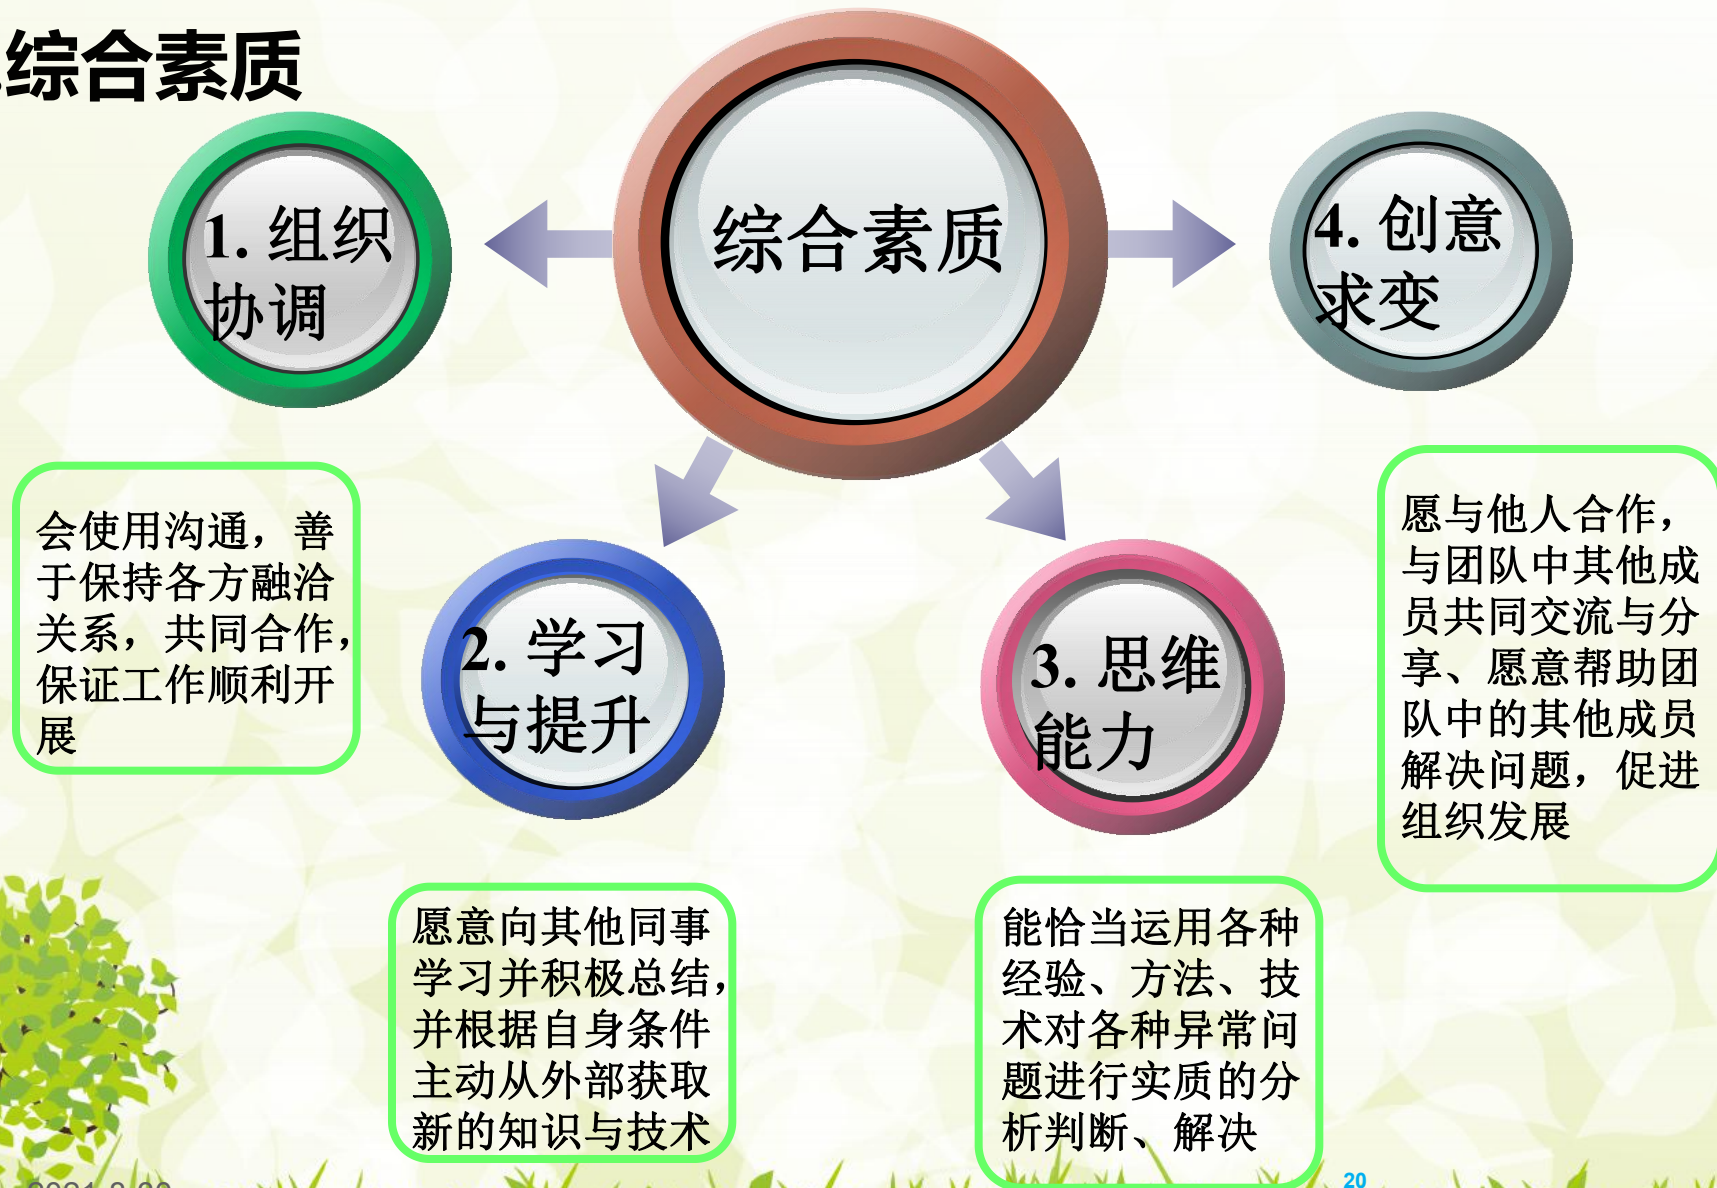 综合素质
综合素质
1. 组织
协调
4. 创意
求变
会使用沟通，善
于保持各方融洽
关系，共同合作，
保证工作顺利开
展
2. 学习
与提升
3. 思维
能力
愿与他人合作，
与团队中其他成
员共同交流与分
享、愿意帮助团
队中的其他成员
解决问题，促进
组织发展
愿意向其他同事
学习并积极总结，
并根据自身条件
主动从外部获取
新的知识与技术
能恰当运用各种
经验、方法、技
术对各种异常问
题进行实质的分
析判断、解决
20